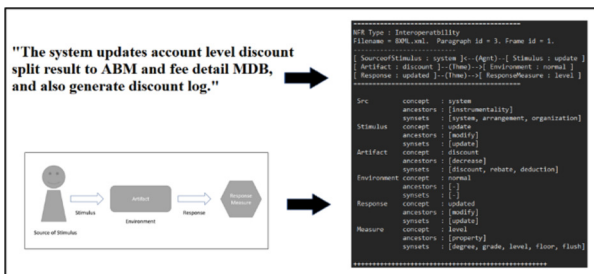 "The system updates account level discount
split result to ABM and fee detail MDB,
and also generate discount log."
Stimulus
Artifact
Environment
Response
Response
Measure
Source of Stimulus
==========================================
NFR Type : Interoperatbility
Filename = BXML.xml. Paragraph id = 3. Frame id = 1.
--------------------------
[ SourceofStimulus : system ]<--(Agnt)--[ Stimulus : update ]
[ Artifact : discount ]--(Thme)-->[ Environment : normal ]
[ Response : updated ]--(Thme)-->[ ResponseMeasure : level ]
==========================================
Src concept : system
ancestors : [instrumentality]
synsets : [system, arrangement, organization]
Stimulus concept : update
ancestors : [modify]
synsets : [update]
Artifact concept : discount
ancestors : [decrease]
synsets : [discount, rebate, deduction]
Environment concept : normal
ancestors : [-]
synsets : [-]
Response concept : updated
ancestors : [modify]
synsets : [update]
Measure concept : level
ancestors : [property]
synsets : [degree, grade, level, floor, flush]
++++++++++++++++++++++++++++++++++++++++++++++++